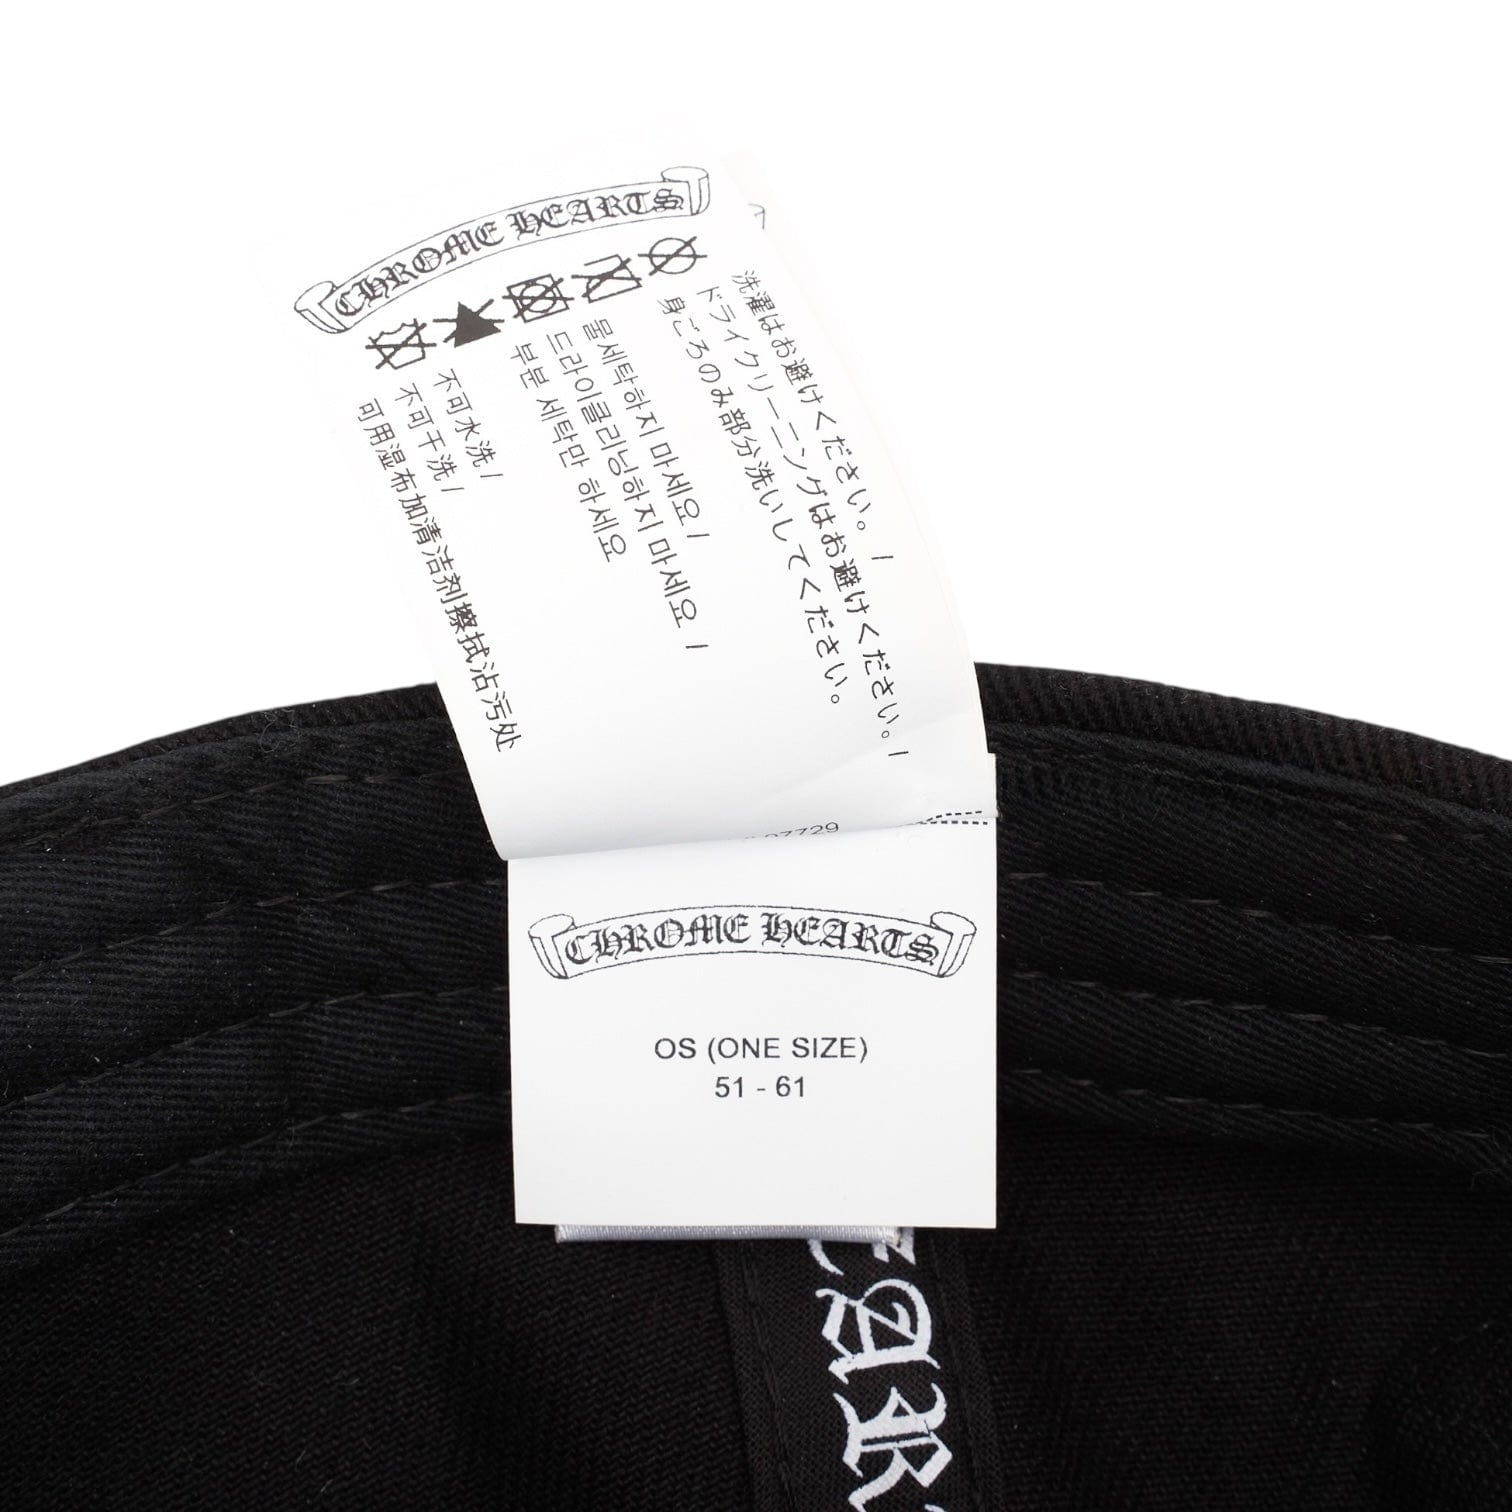 CHROME HEARTS
洗濯はお避けください。/
ドライクリーニングはお避けください。/
身ごろのみ部分洗いしてください。
물세탁하지 마세요 /
드라이클리닝하지 마세요 /
부분 세탁만 하세요
不可水洗/
不可干洗/
可用湿布加清洁剂擦拭沾污处
CHROME HEARTS
OS (ONE SIZE)
51 - 61